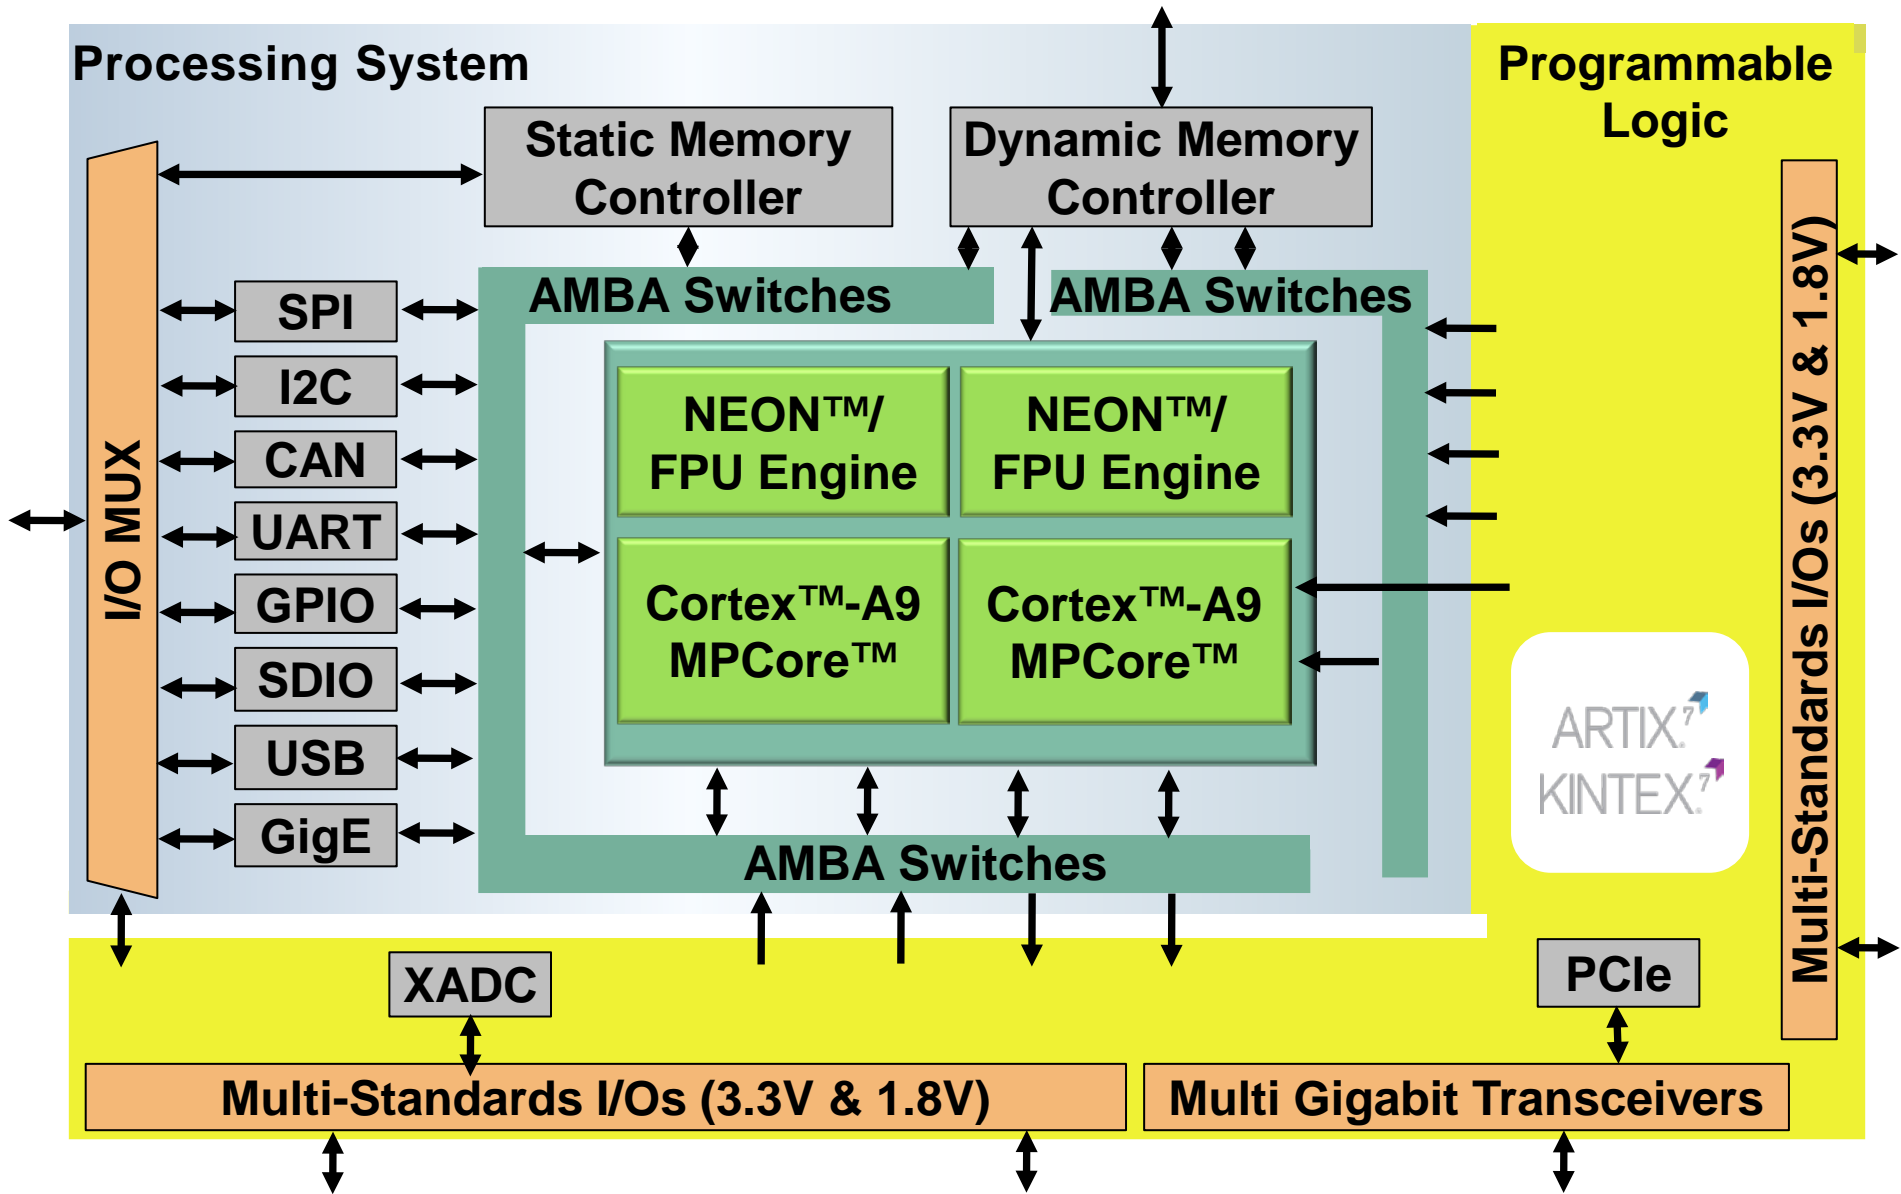 Processing System
Programmable
Logic
Static Memory
Controller
Dynamic Memory
Controller
AMBA Switches
AMBA Switches
I/O MUX
SPI
I2C
CAN
UART
GPIO
SDIO
USB
GigE
NEON™/
FPU Engine
NEON™/
FPU Engine
Cortex™-A9
MPCore™
Cortex™-A9
MPCore™
AMBA Switches
Multi-Standards I/Os (3.3V & 1.8V)
ARTIX®7
KINTEX®7
XADC
PCIe
Multi-Standards I/Os (3.3V & 1.8V)
Multi Gigabit Transceivers